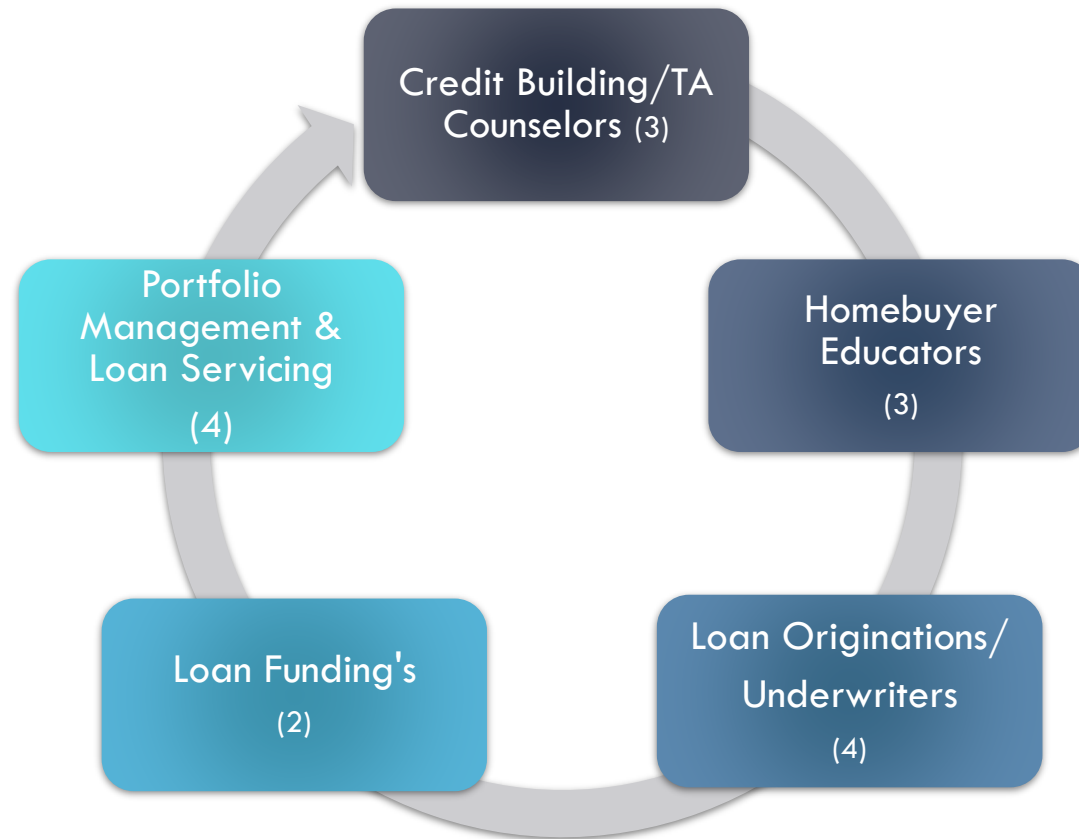 Credit Building/TA
Counselors (3)
Homebuyer
Educators
(3)
Loan Originations/
Underwriters
(4)
Loan Funding's
(2)
Portfolio
Management &
Loan Servicing
(4)